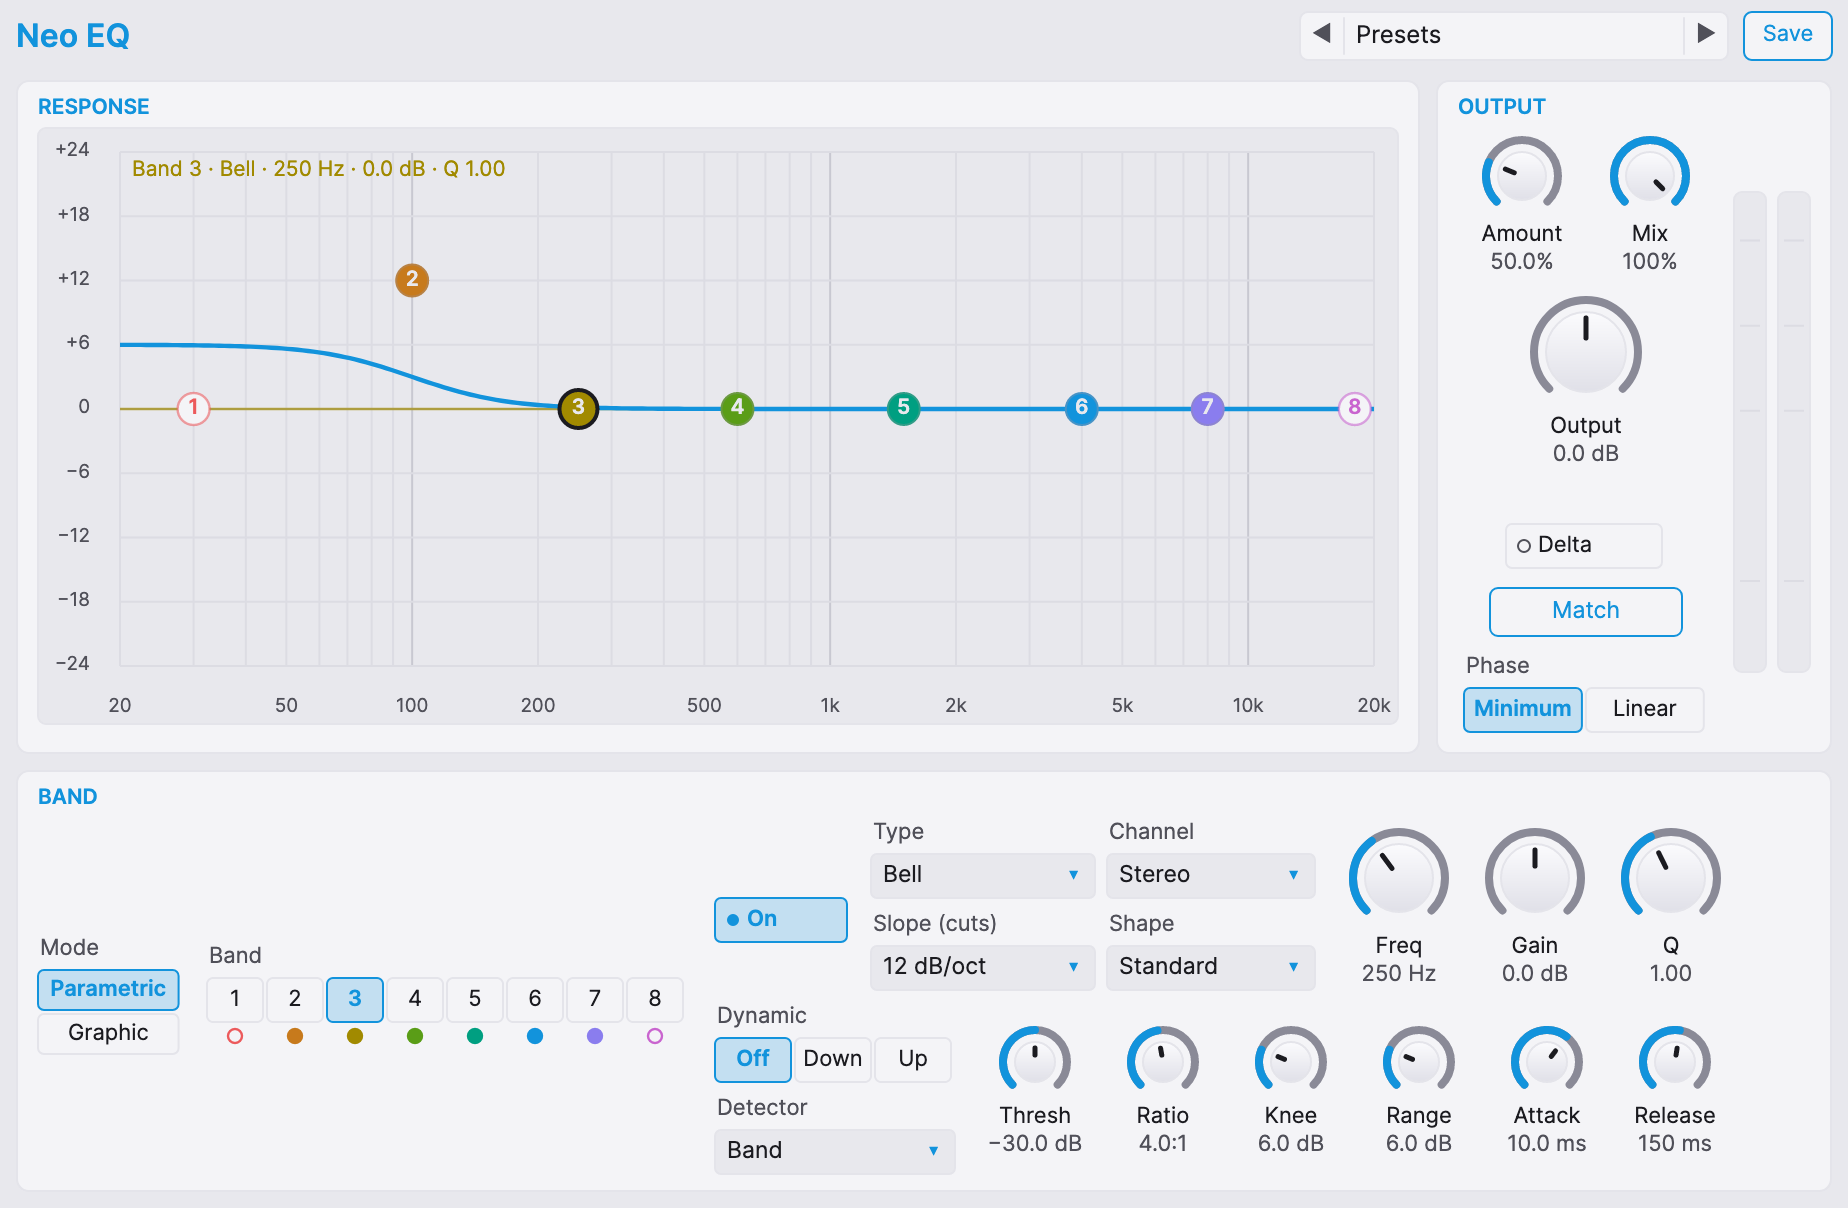 Neo EQ
Presets
Save
RESPONSE
+24
Band 3 · Bell · 250 Hz · 0.0 dB · Q 1.00
+18
+12
+6
0
−6
−12
−18
−24
1
2
3
4
5
6
7
8
20
50
100
200
500
1k
2k
5k
10k
20k
OUTPUT
Amount
50.0%
Mix
100%
Output
0.0 dB
Delta
Match
Phase
Minimum
Linear
BAND
Mode
Parametric
Graphic
Band
1
2
3
4
5
6
7
8
On
Type
Bell
Channel
Stereo
Slope (cuts)
12 dB/oct
Shape
Standard
Freq
250 Hz
Gain
0.0 dB
Q
1.00
Dynamic
Off
Down
Up
Detector
Band
Thresh
−30.0 dB
Ratio
4.0:1
Knee
6.0 dB
Range
6.0 dB
Attack
10.0 ms
Release
150 ms